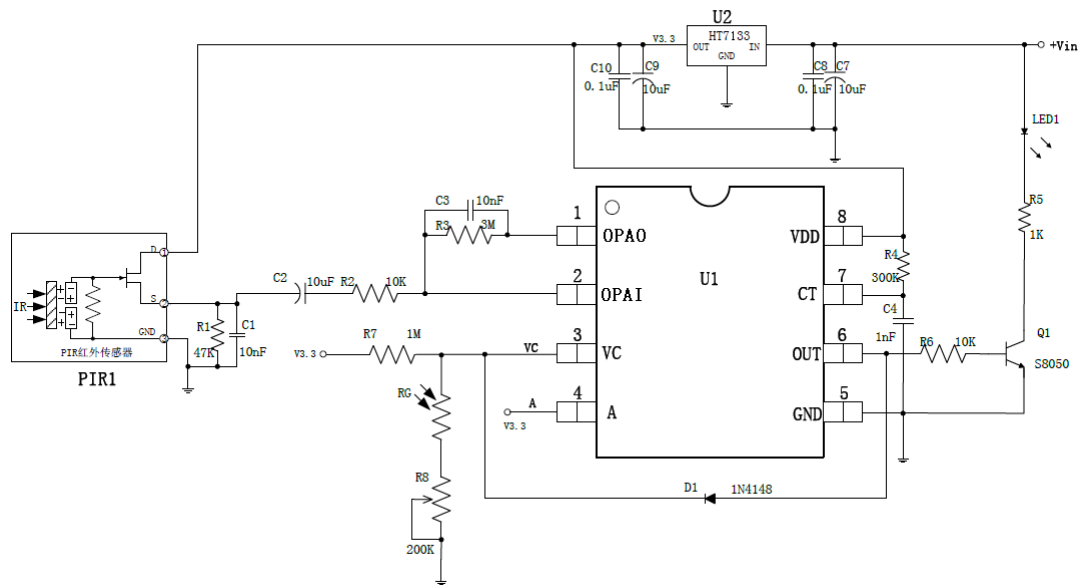 U2
HT7133
V3.3
OUT
IN
GND
+Vin
C10
0.1uF
C9
10uF
C8
0.1uF
C7
10uF
LED1
R5
1K
C3
10nF
R3
3M
1
OPAO
8
VDD
R4
300K
D
1
PIR1
IR
S
2
GND
3
PIR红外传感器
R1
47K
C1
10nF
C2
10uF
R2
10K
2
OPAI
U1
7
CT
C4
1nF
R7
1M
V3.3
VC
3
VC
6
OUT
R6
10K
Q1
S8050
RG
A
V3.3
4
A
5
GND
R8
200K
D1
1N4148